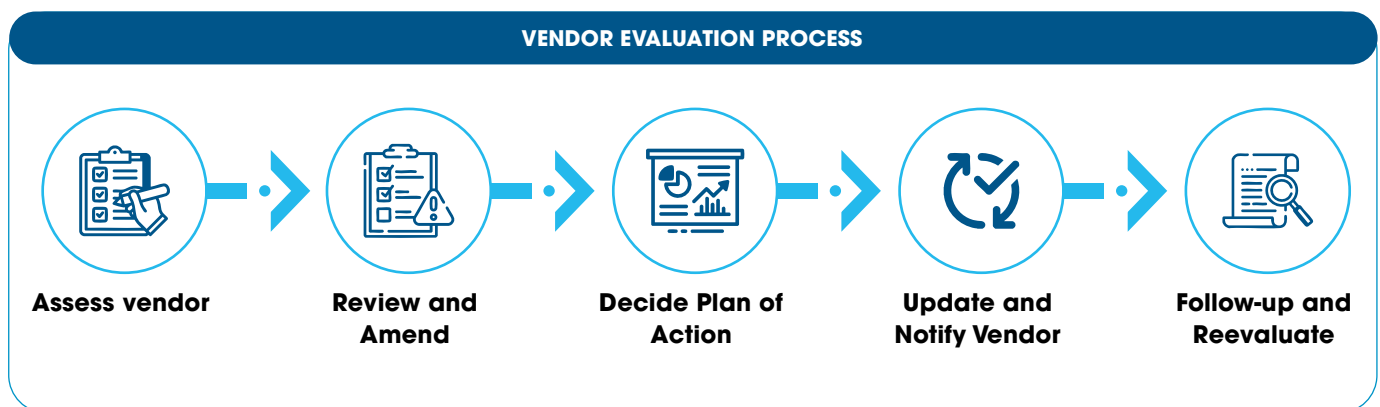 VENDOR EVALUATION PROCESS
Assess vendor
Review and
Amend
Decide Plan of
Action
Update and
Notify Vendor
Follow-up and
Reevaluate